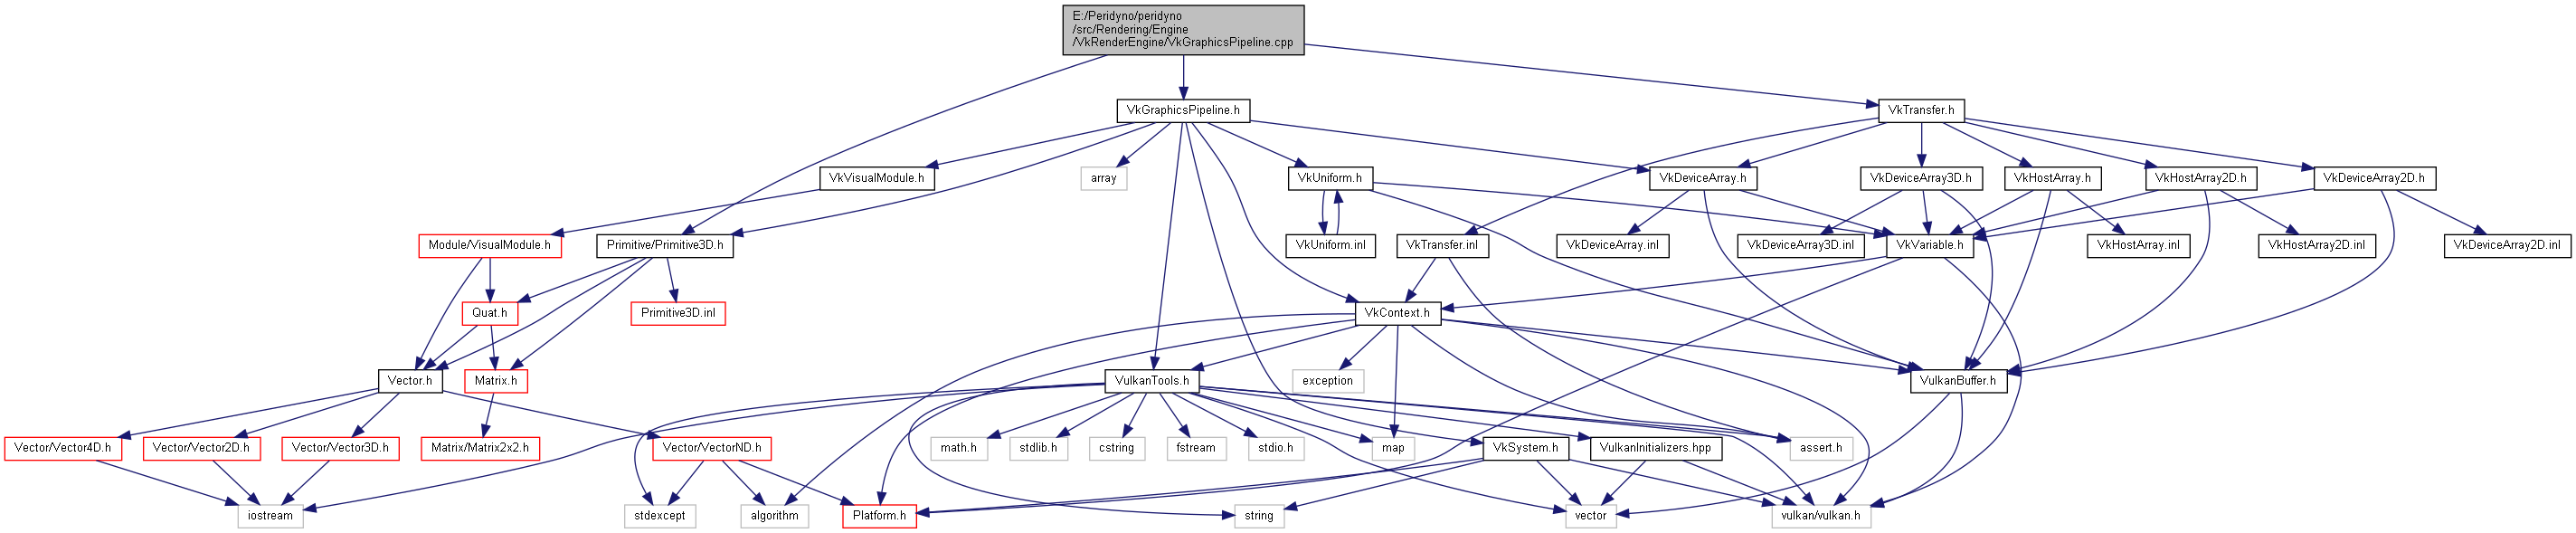 E:/Peridyno/peridyno
/src/Rendering/Engine
/VkRenderEngine/VkGraphicsPipeline.cpp
VkGraphicsPipeline.h
VkTransfer.h
VkVisualModule.h
array
VkUniform.h
VkDeviceArray.h
VkDeviceArray3D.h
VkHostArray.h
VkHostArray2D.h
VkDeviceArray2D.h
Module/VisualModule.h
Primitive/Primitive3D.h
VkUniform.inl
VkTransfer.inl
VkDeviceArray.inl
VkDeviceArray3D.inl
VkVariable.h
VkHostArray.inl
VkHostArray2D.inl
VkDeviceArray2D.inl
Quat.h
Primitive3D.inl
VkContext.h
Vector.h
Matrix.h
VulkanTools.h
exception
VulkanBuffer.h
Vector/Vector4D.h
Vector/Vector2D.h
Vector/Vector3D.h
Matrix/Matrix2x2.h
Vector/VectorND.h
math.h
stdlib.h
cstring
fstream
stdio.h
map
VkSystem.h
VulkanInitializers.hpp
assert.h
iostream
stdexcept
algorithm
Platform.h
string
vector
vulkan/vulkan.h